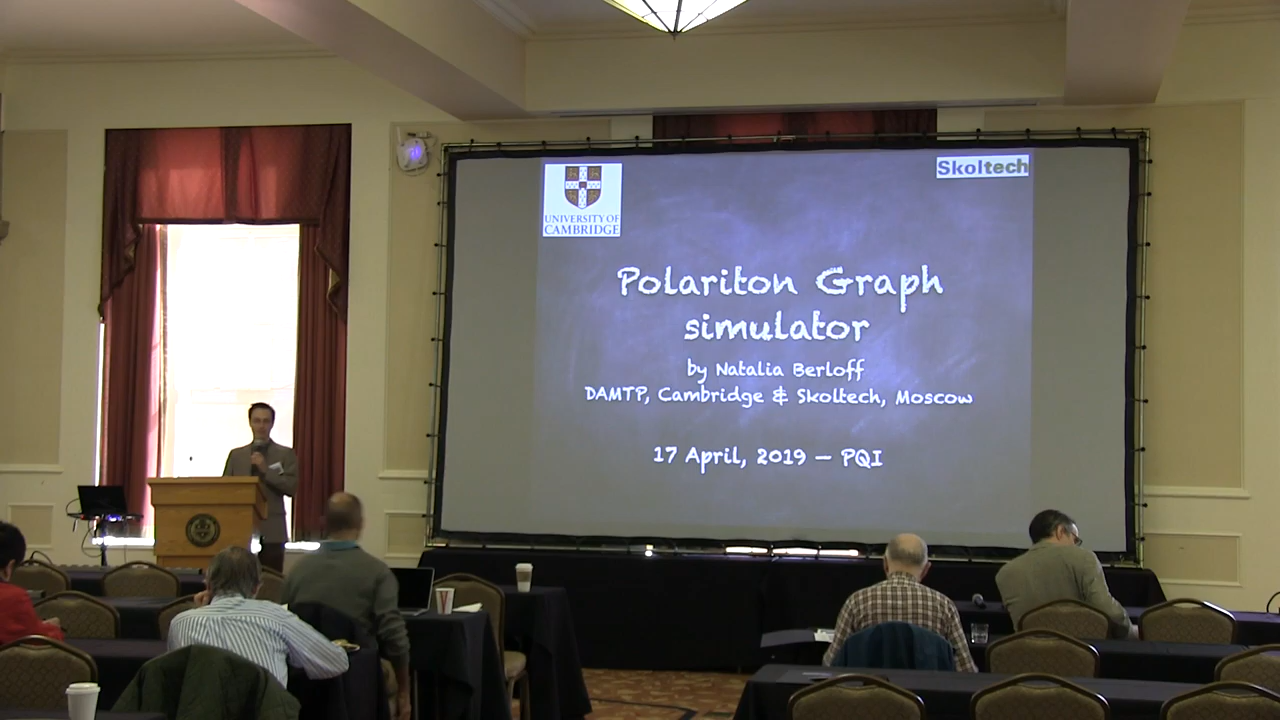 UNIVERSITY OF
CAMBRIDGE
Skoltech
Polariton Graph
simulator
by Natalia Berloff
DAMTP, Cambridge & Skoltech, Moscow
17 April, 2019 — PQI